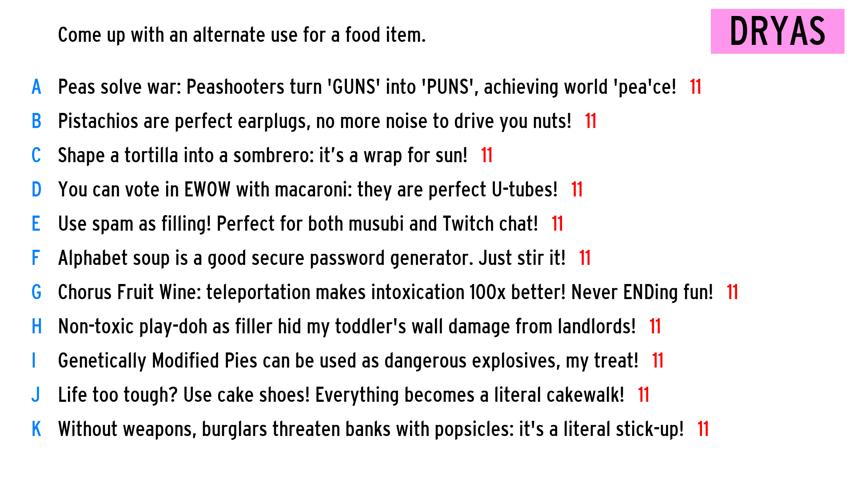 Come up with an alternate use for a food item.
DRYAS
A Peas solve war: Peashooters turn 'GUNS' into 'PUNS', achieving world 'pea'ce! 11
B Pistachios are perfect earplugs, no more noise to drive you nuts! 11
C Shape a tortilla into a sombrero: it’s a wrap for sun! 11
D You can vote in EWOW with macaroni: they are perfect U-tubes! 11
E Use spam as filling! Perfect for both musubi and Twitch chat! 11
F Alphabet soup is a good secure password generator. Just stir it! 11
G Chorus Fruit Wine: teleportation makes intoxication 100x better! Never ENDing fun! 11
H Non-toxic play-doh as filler hid my toddler's wall damage from landlords! 11
I Genetically Modified Pies can be used as dangerous explosives, my treat! 11
J Life too tough? Use cake shoes! Everything becomes a literal cakewalk! 11
K Without weapons, burglars threaten banks with popsicles: it's a literal stick-up! 11